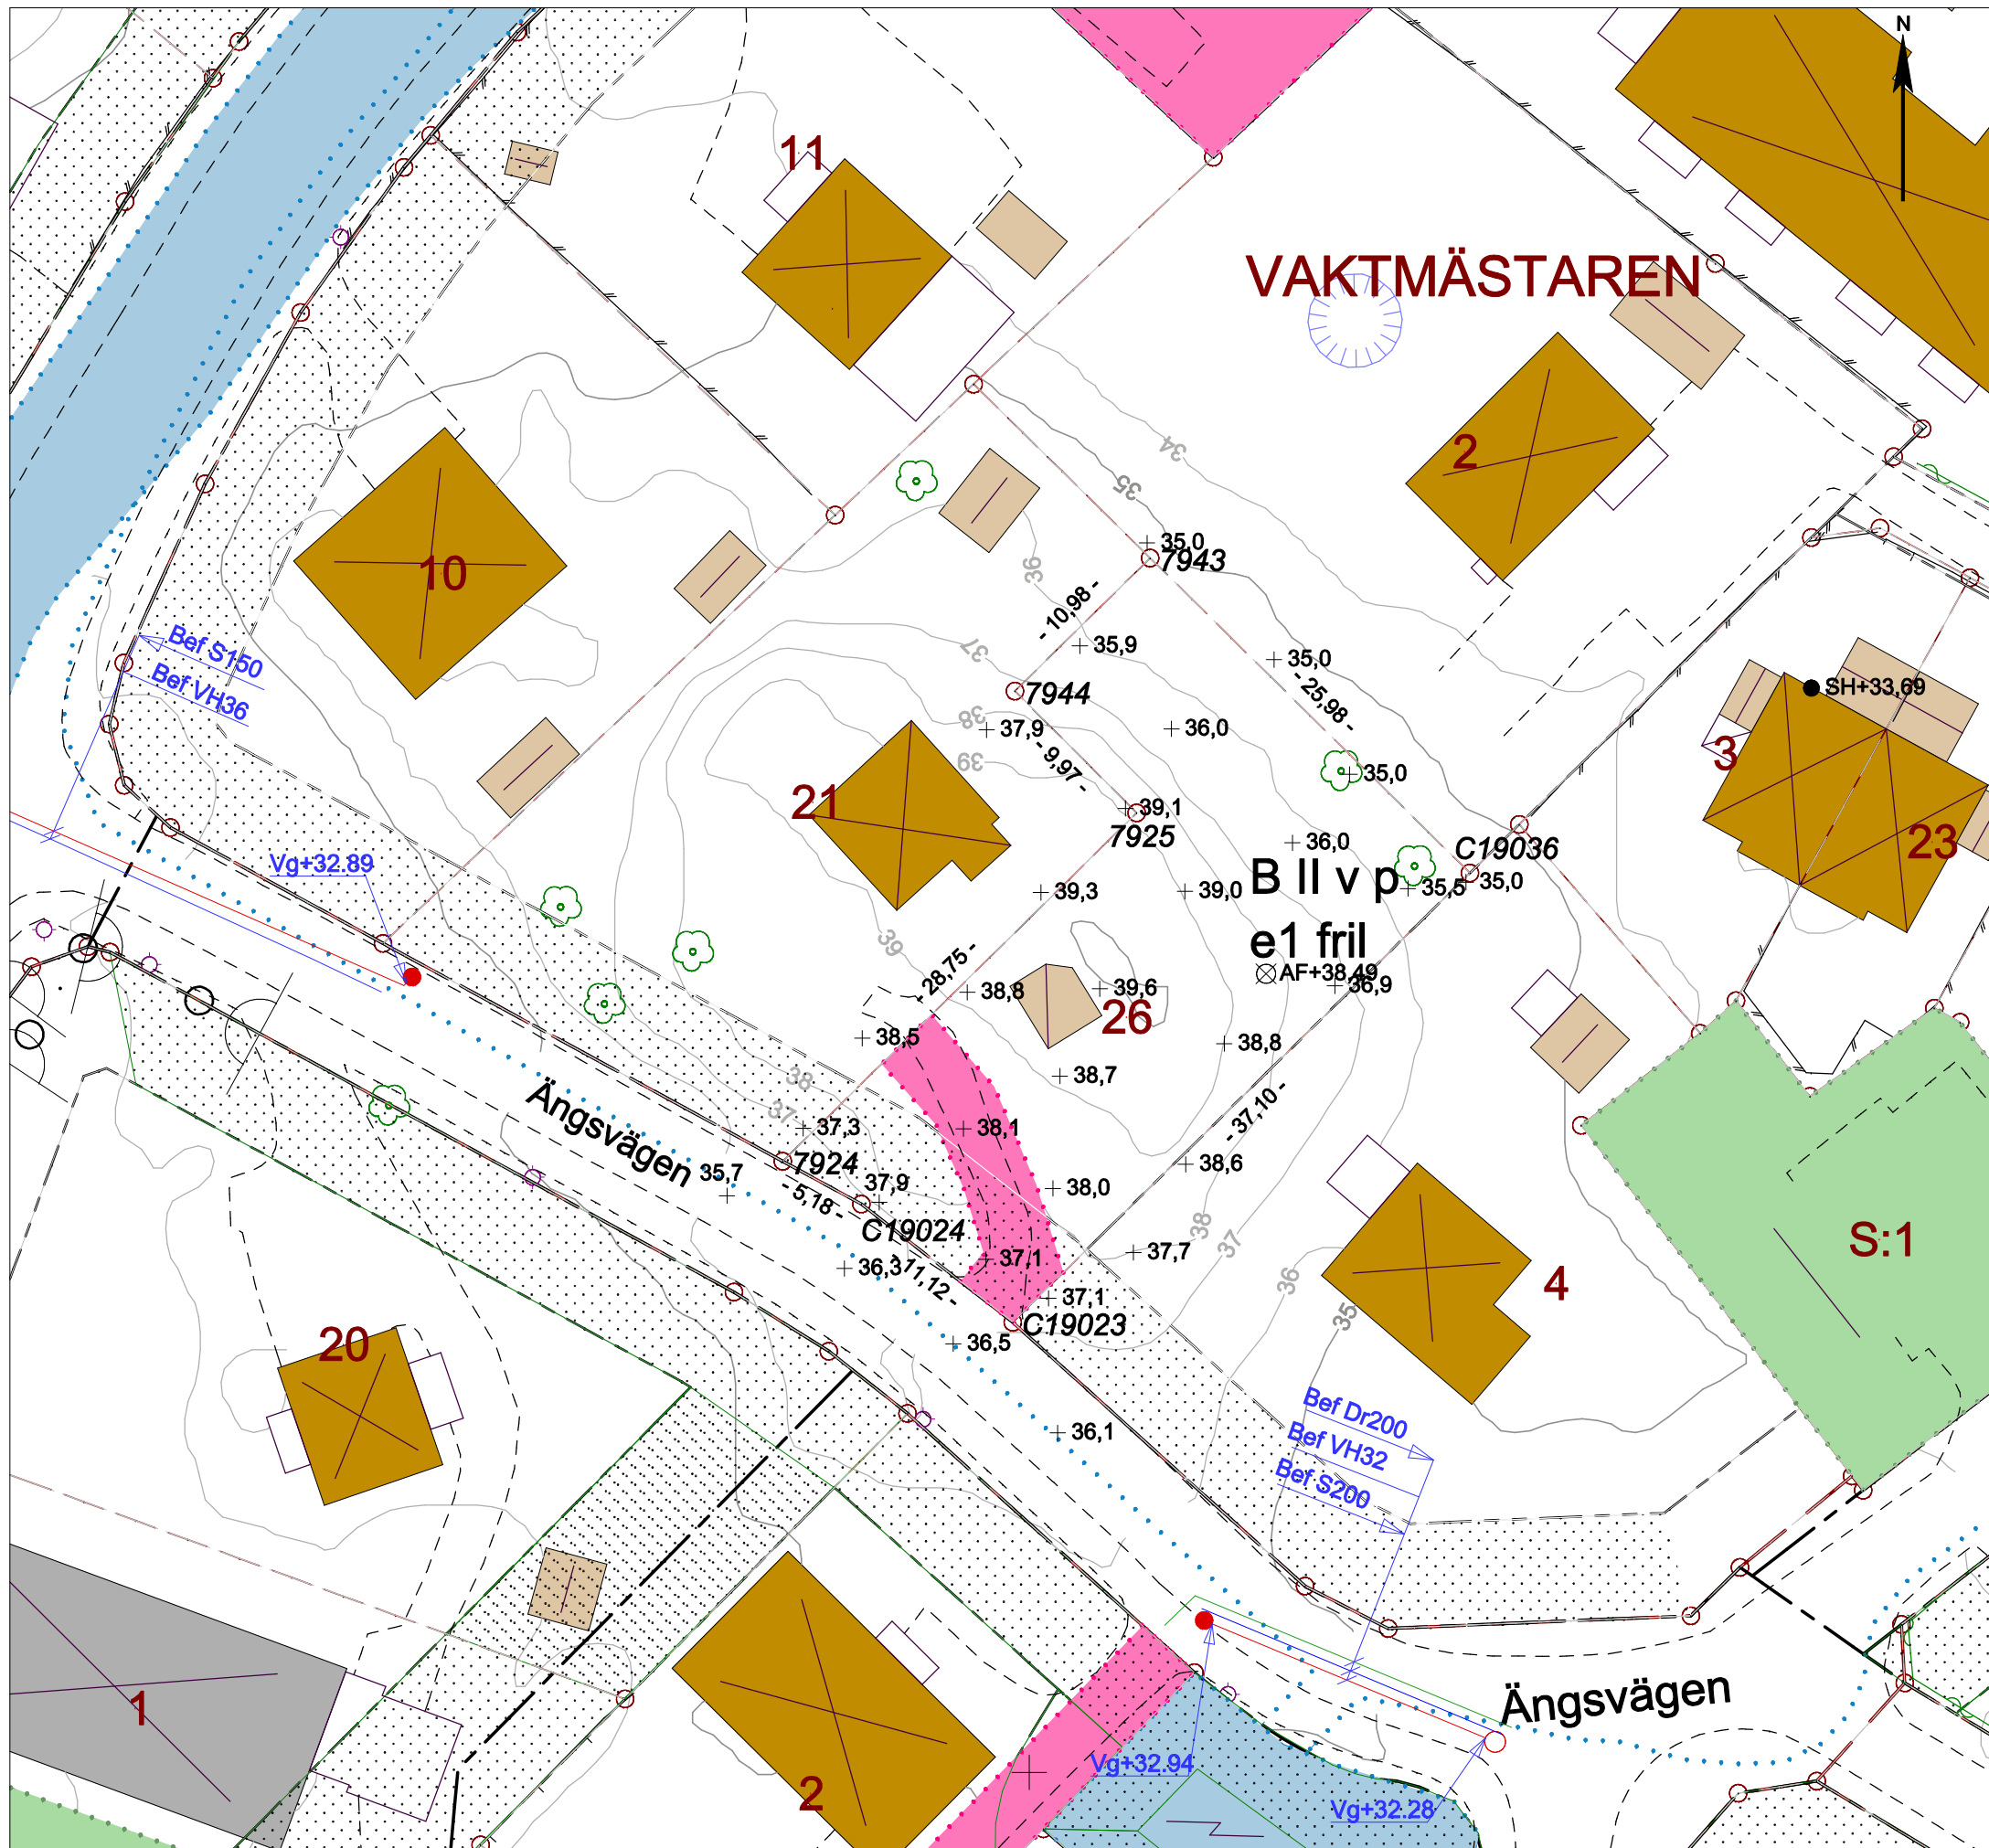 N
11
VAKTMÄSTAREN
2
34
35
35,0
7943
36
10
- 10,98 -
35,9
37
35,0
Bef S150
Bef VH36
7944
- 25,98 -
SH+33,69
38
37,9
36,0
3
39
- 9,97 -
35,0
21
39,1
7925
36,0
C19036
23
Vg+32.89
B II v p
35,5
35,0
39,3
39,0
e1 fril
39
- 28,75 -
AF+38,49
36,9
38,8
39,6
26
38,5
38,8
38
38,7
37
Ängsvägen
37,3
38,1
- 37,10 -
7924
38,6
35,7
- 5,18 -
37,9
38,0
C19024
38
37
37,7
S:1
36,3
- 11,12 -
37,1
36
4
37,1
35
C19023
36,5
20
Bef Dr200
Bef VH32
Bef S200
36,1
1
Ängsvägen
Vg+32.94
2
Vg+32.28